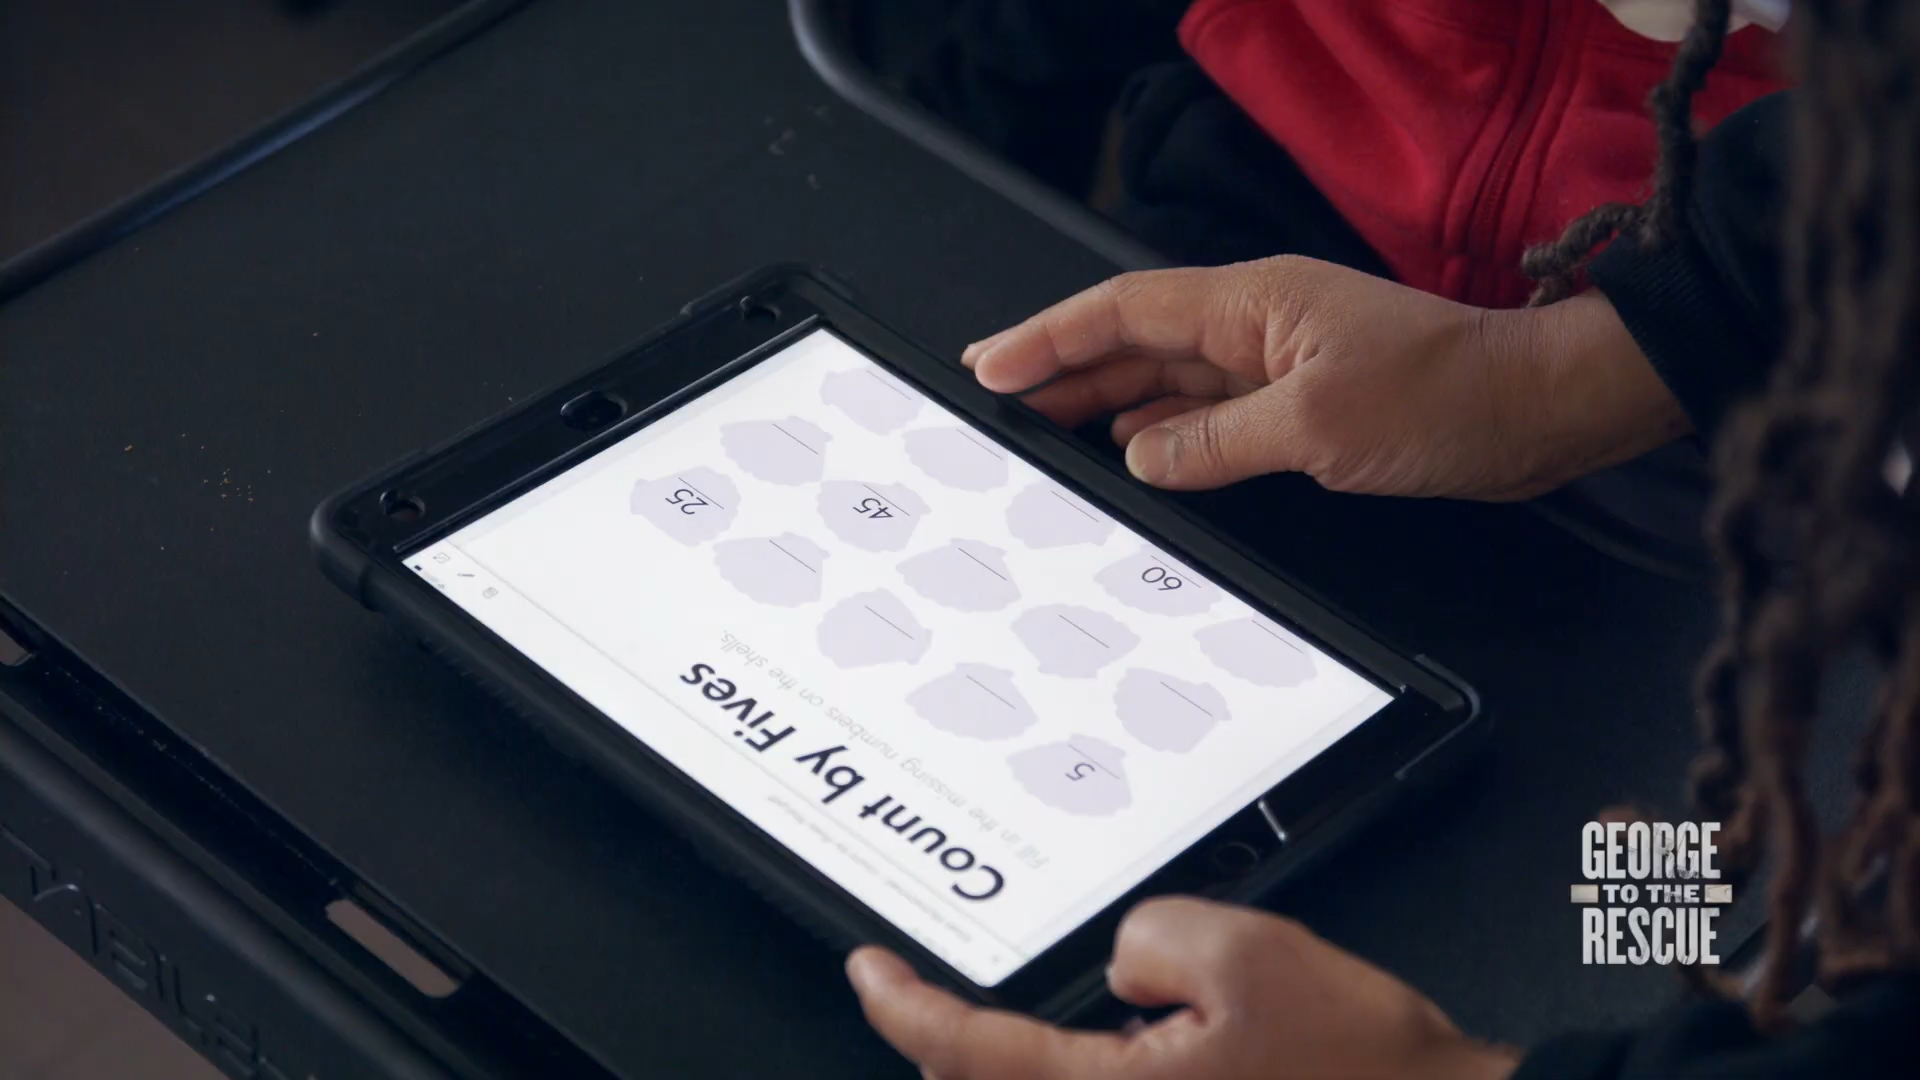 Count by Fives
Fill in the missing numbers on the shells.
5
25
45
60
GEORGE
TO THE
RESCUE